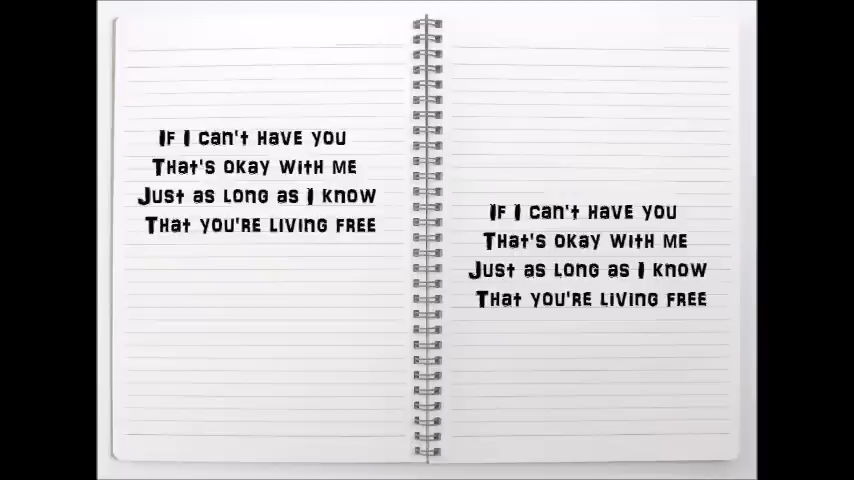 If I can't have you
That's okay with me
Just as long as I know
That you're living free
If I can't have you
That's okay with me
Just as long as I know
That you're living free